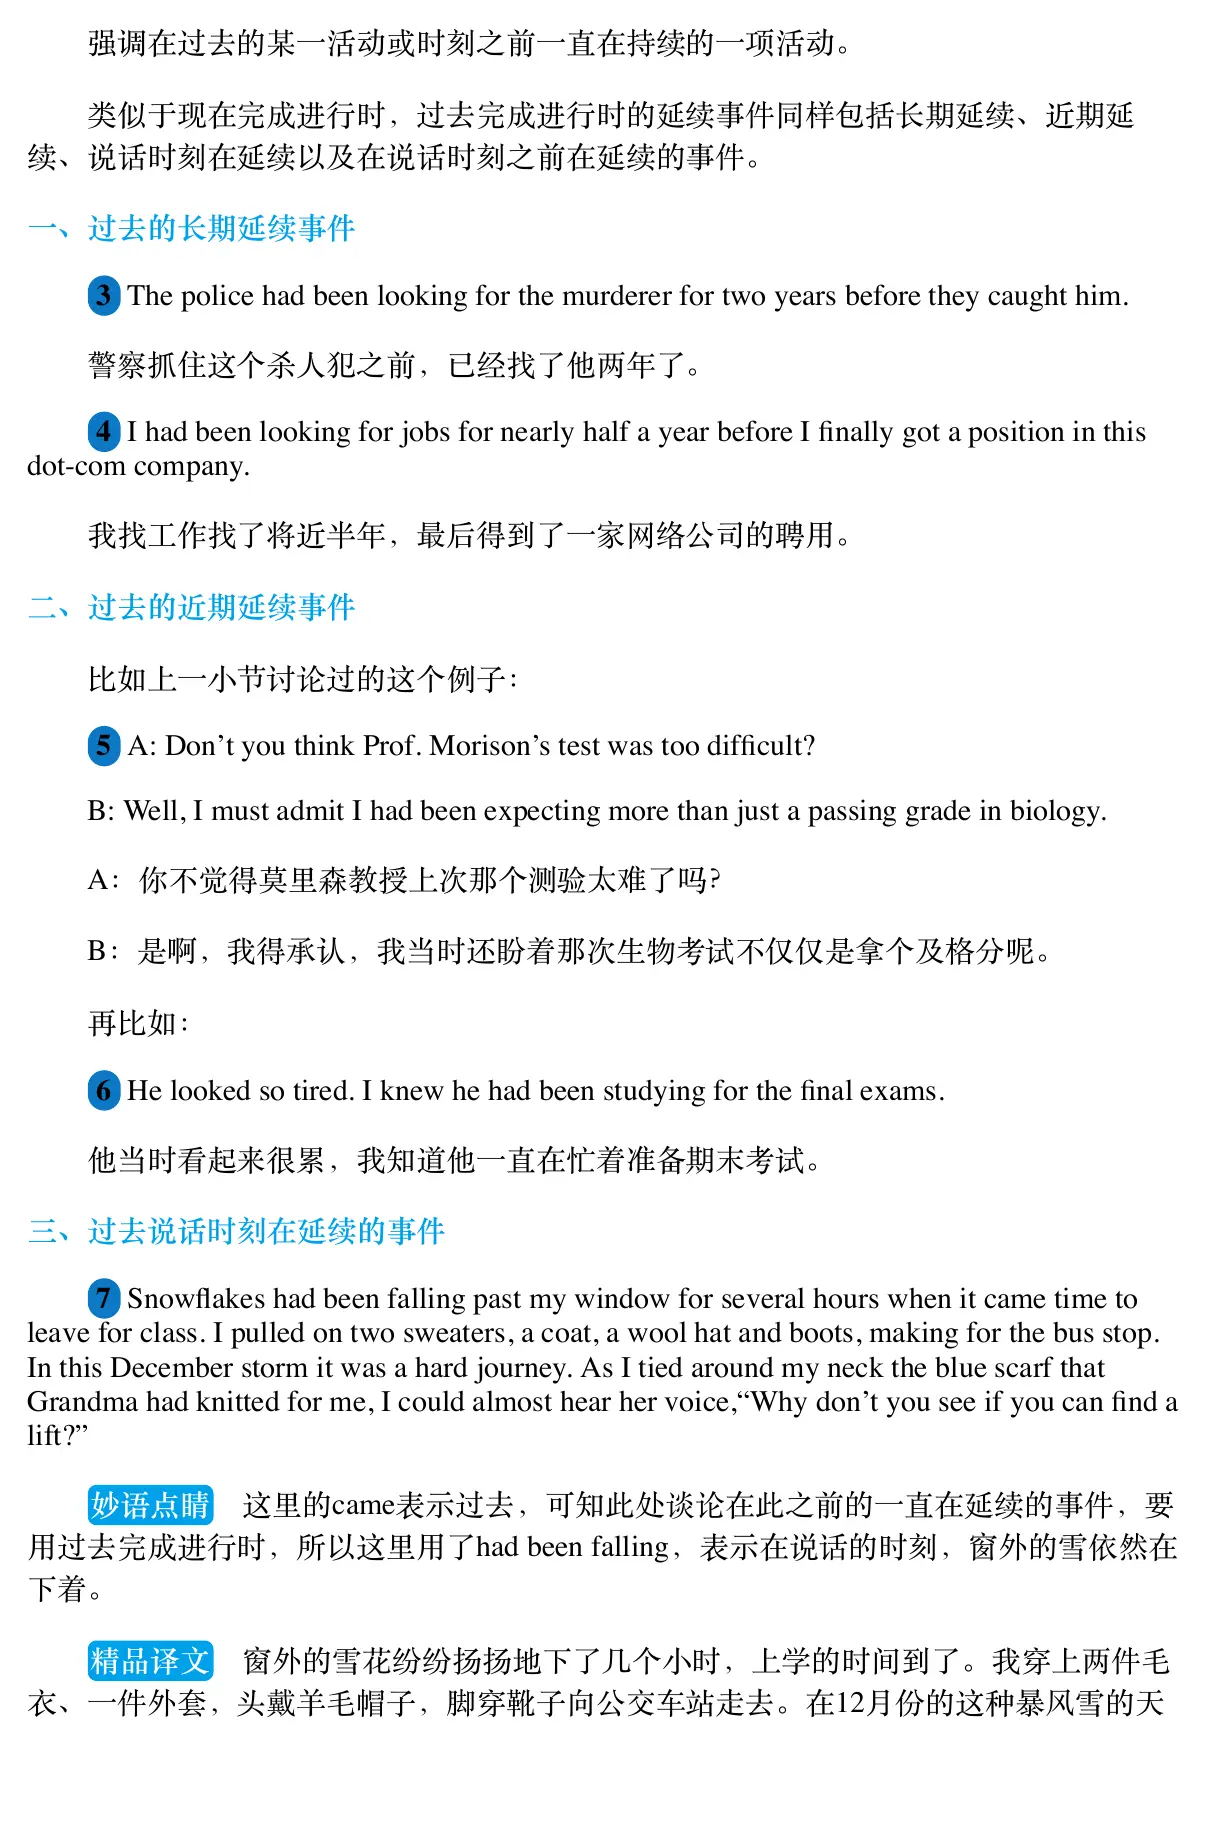 强调在过去的某一活动或时刻之前一直在持续的一项活动。
类似于现在完成进行时，过去完成进行时的延续事件同样包括长期延续、近期延
续、说话时刻在延续以及在说话时刻之前在延续的事件。
一、过去的长期延续事件
3 The police had been looking for the murderer for two years before they caught him.
警察抓住这个杀人犯之前，已经找了他两年了。
4 I had been looking for jobs for nearly half a year before I finally got a position in this
dot-com company.
我找工作找了将近半年，最后得到了一家网络公司的聘用。
二、过去的近期延续事件
比如上一小节讨论过的这个例子：
5 A: Don’t you think Prof. Morison’s test was too difficult?
B: Well, I must admit I had been expecting more than just a passing grade in biology.
A：你不觉得莫里森教授上次那个测验太难了吗？
B：是啊，我得承认，我当时还盼着那次生物考试不仅仅是拿个及格分呢。
再比如：
6 He looked so tired. I knew he had been studying for the final exams.
他当时看起来很累，我知道他一直在忙着准备期末考试。
三、过去说话时刻在延续的事件
7 Snowflakes had been falling past my window for several hours when it came time to
leave for class. I pulled on two sweaters, a coat, a wool hat and boots, making for the bus stop.
In this December storm it was a hard journey. As I tied around my neck the blue scarf that
Grandma had knitted for me, I could almost hear her voice,“Why don’t you see if you can find a
lift?”
妙语点睛 这里的came表示过去，可知此处谈论在此之前的一直在延续的事件，要
用过去完成进行时，所以这里用了had been falling，表示在说话的时刻，窗外的雪依然在
下着。
精品译文 窗外的雪花纷纷扬扬地下了几个小时，上学的时间到了。我穿上两件毛
衣、一件外套，头戴羊毛帽子，脚穿靴子向公交车站走去。在12月份的这种暴风雪的天